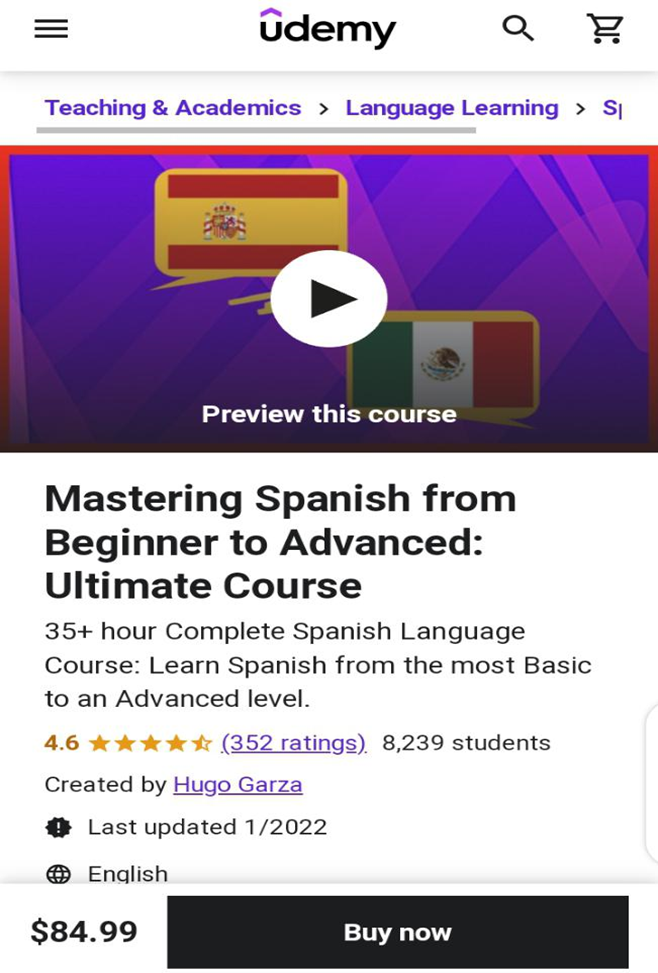 udemy
Teaching & Academics > Language Learning >
Preview this course
Mastering Spanish from
Beginner to Advanced:
Ultimate Course
35+ hour Complete Spanish Language
Course: Learn Spanish from the most Basic
to an Advanced level.
4.6 (352 ratings) 8,239 students
Created by Hugo Garza
Last updated 1/2022
English
$84.99 Buy now